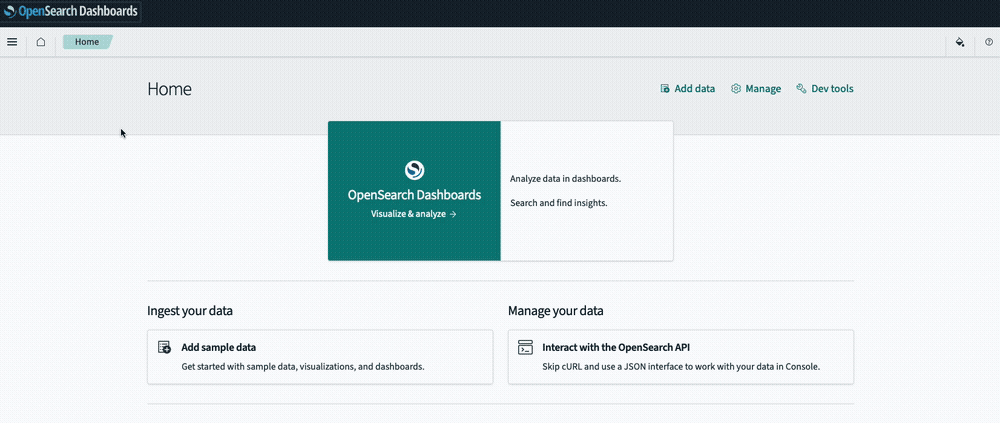 OpenSearch Dashboards
Home
Home
Add data
Manage
Dev tools
OpenSearch Dashboards
Visualize & analyze →
Analyze data in dashboards.
Search and find insights.
Ingest your data
Manage your data
Add sample data
Get started with sample data, visualizations, and dashboards.
Interact with the OpenSearch API
Skip cURL and use a JSON interface to work with your data in Console.